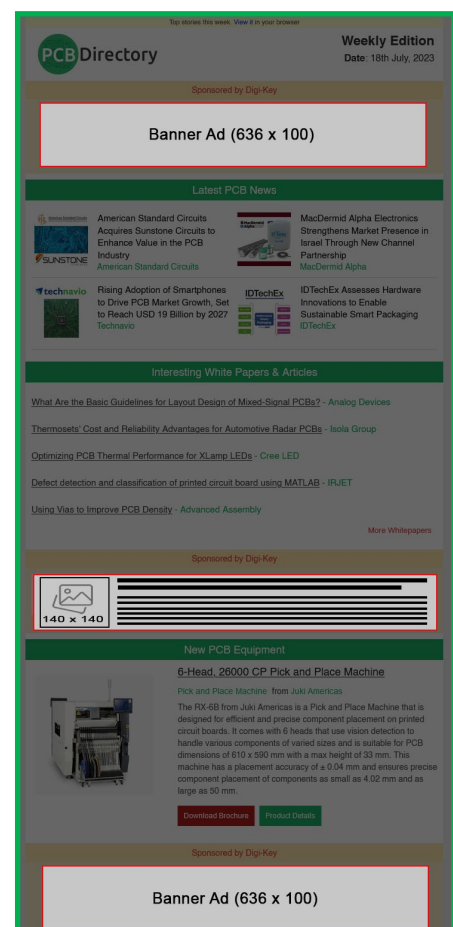 Top stories this week. View it in your browser
PCBDirectory
Weekly Edition
Date: 18th July, 2023
Sponsored by Digi-Key
Banner Ad (636 x 100)
Latest PCB News
SUNSTONE
American Standard Circuits
Acquires Sunstone Circuits to
Enhance Value in the PCB
Industry
American Standard Circuits
MacDermid Alpha Electronics
Strengthens Market Presence in
Israel Through New Channel
Partnership
MacDermid Alpha
technavio
Rising Adoption of Smartphones
to Drive PCB Market Growth, Set
to Reach USD 19 Billion by 2027
Technavio
IDTechEx
IDTechEx Assesses Hardware
Innovations to Enable
Sustainable Smart Packaging
IDTechEx
Interesting White Papers & Articles
What Are the Basic Guidelines for Layout Design of Mixed-Signal PCBs? - Analog Devices
Thermosets' Cost and Reliability Advantages for Automotive Radar PCBs - Isola Group
Optimizing PCB Thermal Performance for XLamp LEDs - Cree LED
Defect detection and classification of printed circuit board using MATLAB - IRJET
Using Vias to Improve PCB Density - Advanced Assembly
More Whitepapers
Sponsored by Digi-Key
140 x 140
New PCB Equipment
6-Head, 26000 CP Pick and Place Machine
Pick and Place Machine from Juki Americas
The RX-6B from Juki Americas is a Pick and Place Machine that is
designed for efficient and precise component placement on printed
circuit boards. It comes with 6 heads that use vision detection to
handle various components of varied sizes and is suitable for PCB
dimensions of 610 x 590 mm with a max height of 33 mm. This
machine has a placement accuracy of ± 0.04 mm and ensures precise
component placement of components as small as 4.02 mm and as
large as 50 mm.
Download Brochure
Product Details
Sponsored by Digi-Key
Banner Ad (636 x 100)